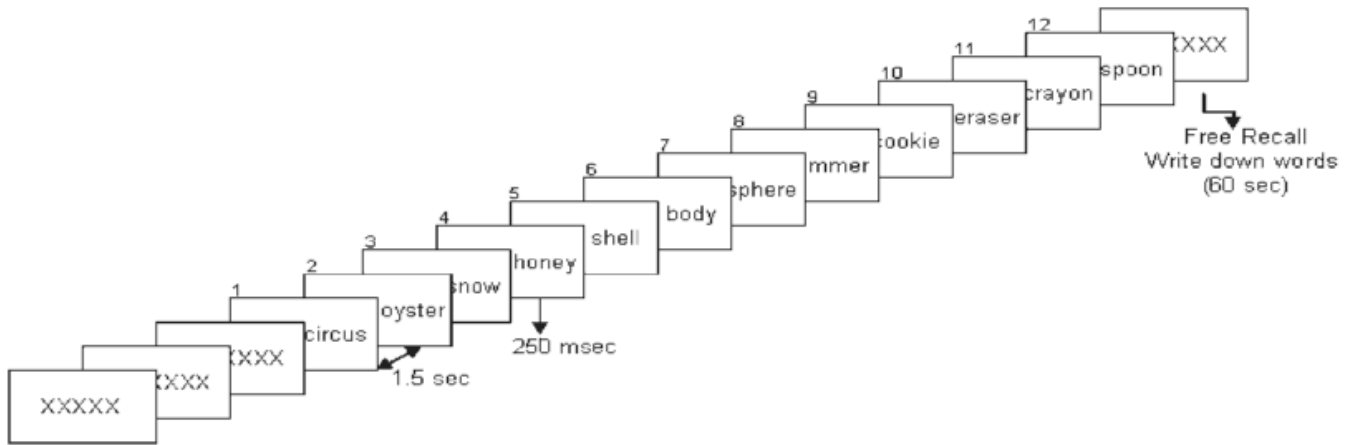 XXXXX
XXXX
XXXX
1
circus
2
oyster
1.5 sec
3
snow
4
honey
250 msec
5
shell
6
body
7
sphere
8
mmer
9
cookie
10
eraser
11
crayon
12
spoon
XXXX
Free Recall
Write down words
(60 sec)